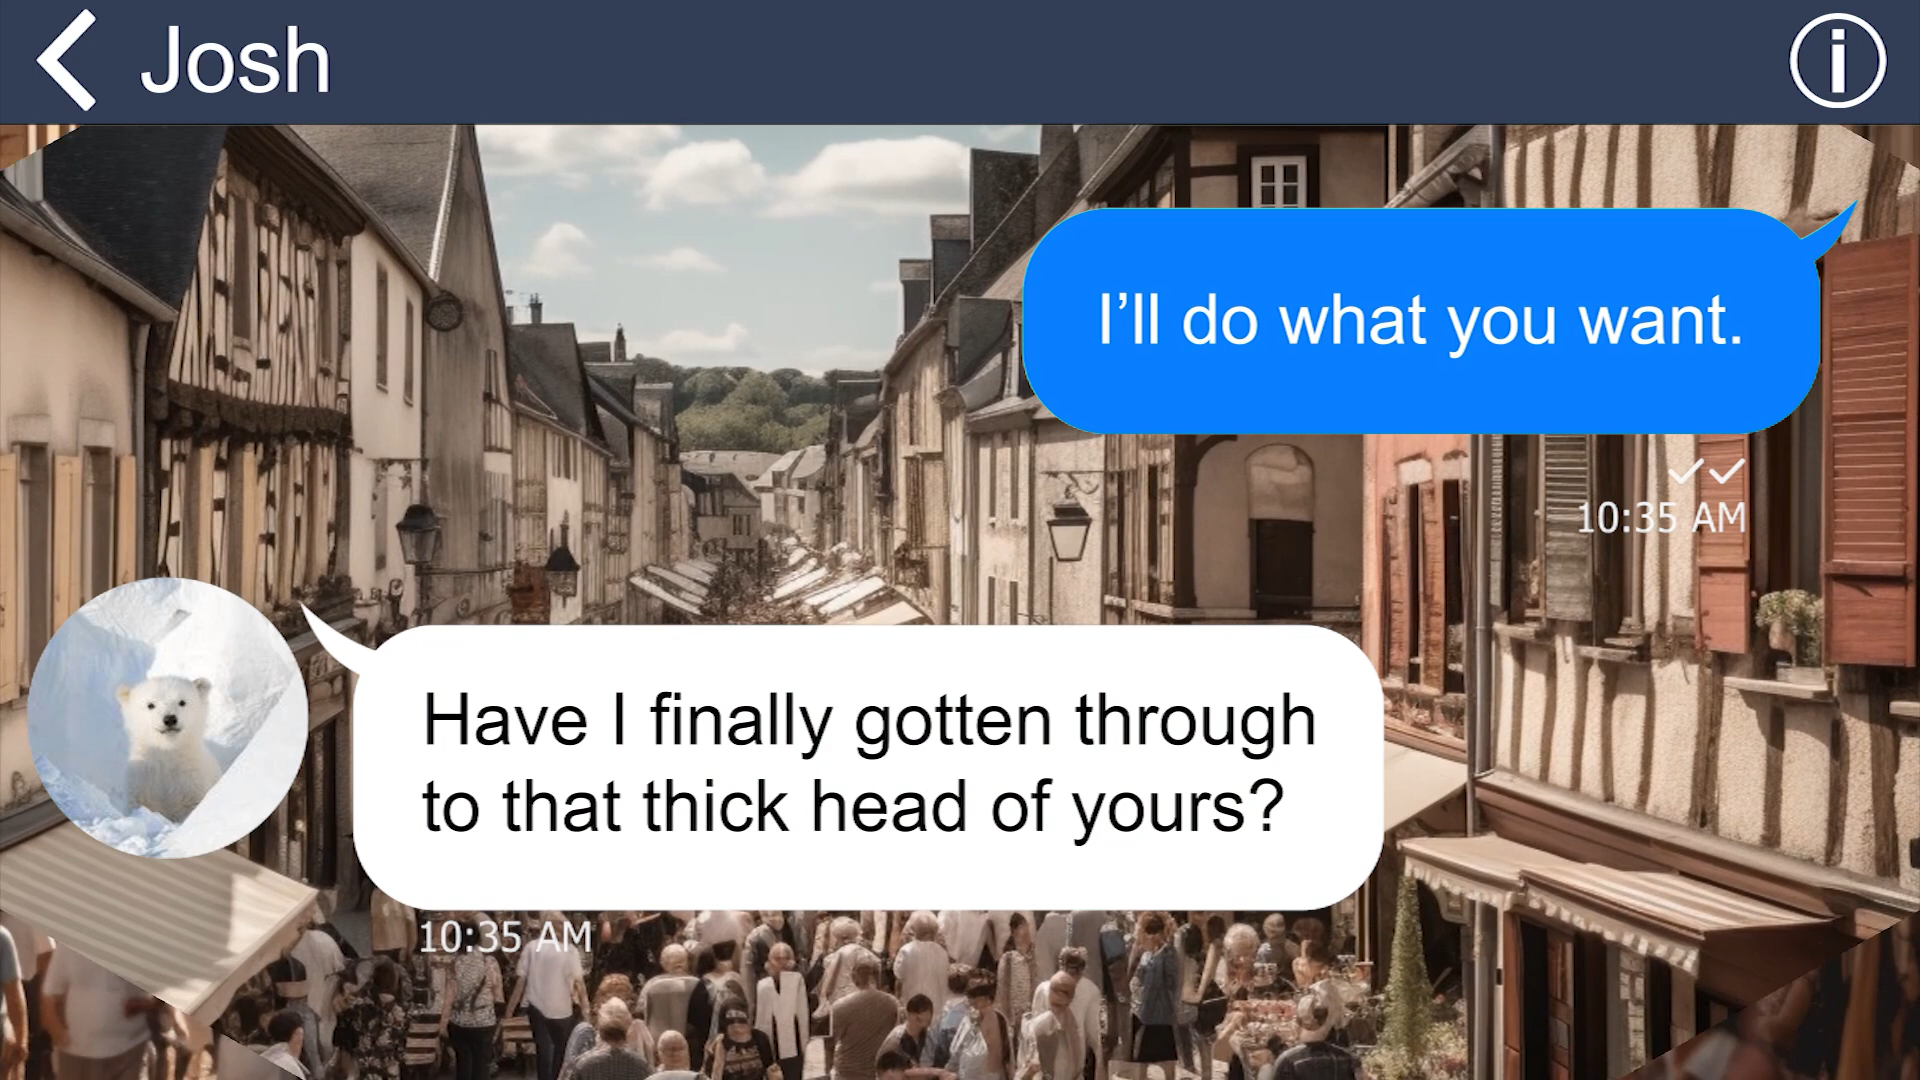 Josh
I’ll do what you want.
10:35 AM
Have I finally gotten through
to that thick head of yours?
10:35 AM